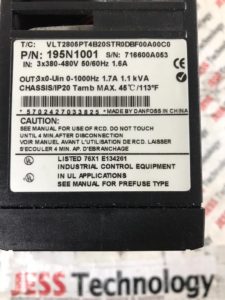 T/C: VLT2805PT4B20STR0DBF00A00C0
P/N: 195N1001 S/N: 716600A053
IN: 3x380-480V 50/60Hz 1.6A
OUT: 3x0-Uin 0-1000Hz 1.7A 1.1 kVA
CHASSIS/IP20 Tamb MAX. 45°C/113°F
* 5702427033825 * MADE BY DANFOSS IN CHINA
CAUTION:
SEE MANUAL FOR USE OF RCD. DO NOT TOUCH
UNTIL 4 MIN.AFTER DISCONNECTION
VOIR MANUEL AVANT L'UTILISATION DE RCD. LAISSER
S'ECOULER 4 MIN. AP. D'EBRANCHAGE
LISTED 76X1 E134261
INDUSTRIAL CONTROL EQUIPMENT
IN UL APPLICATIONS
SEE MANUAL FOR PREFUSE TYPE
JESS Technology